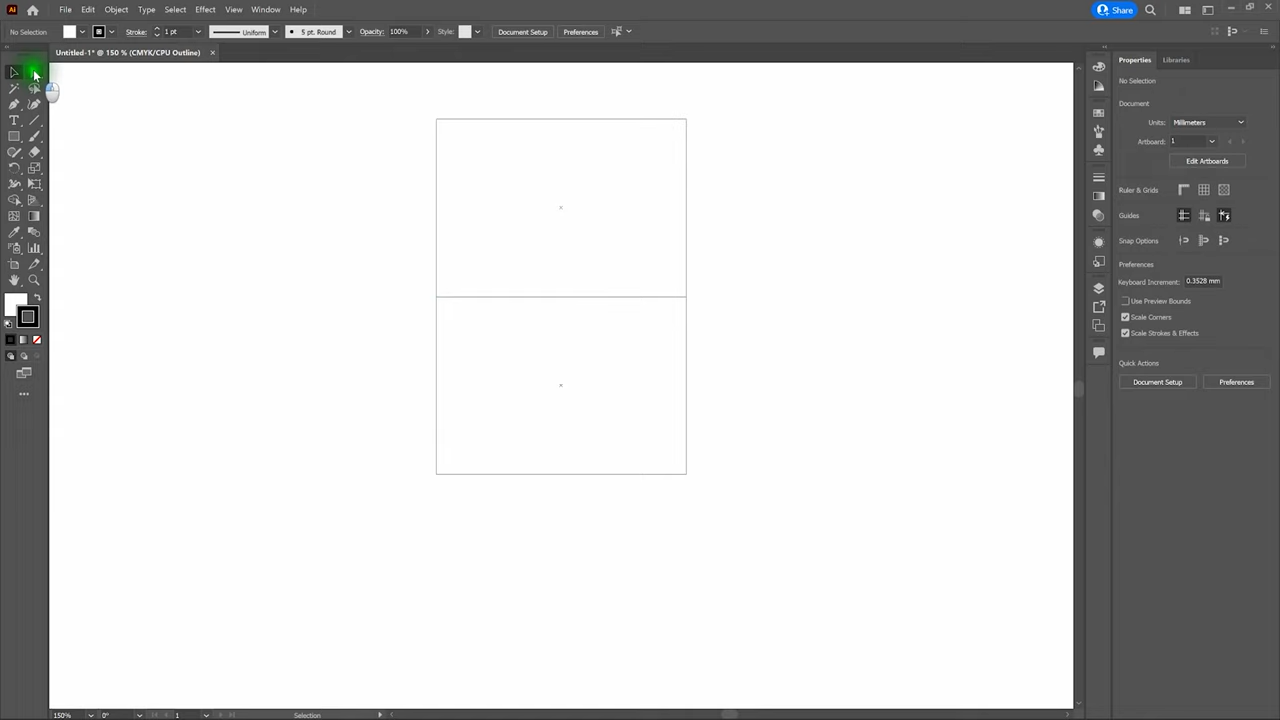 Ai File Edit Object Type Select Effect View Window Help Share
No Selection Stroke: 1 pt Uniform 5 pt. Round Opacity: 100% Style: Document Setup Preferences
Untitled-1* @ 150 % (CMYK/CPU Outline)
Properties Libraries
No Selection
Document
Units: Millimeters
Artboard: 1
Edit Artboards
Ruler & Grids
Guides
Snap Options
Preferences
Keyboard Increment: 0.3528 mm
Use Preview Bounds
Scale Corners
Scale Strokes & Effects
Quick Actions
Document Setup Preferences
150% 0° 1 Selection